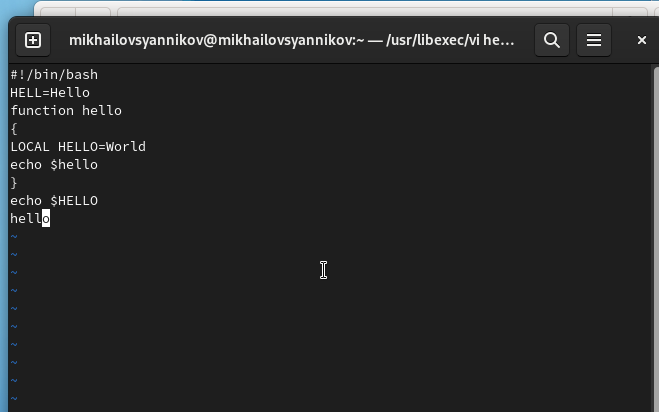 mikhailovsyannikov@mikhailovsyannikov:~ — /usr/libexec/vi he…
#!/bin/bash
HELL=Hello
function hello
{
LOCAL HELLO=World
echo $hello
}
echo $HELLO
hello
~
~
~
~
~
~
~
~
~
~